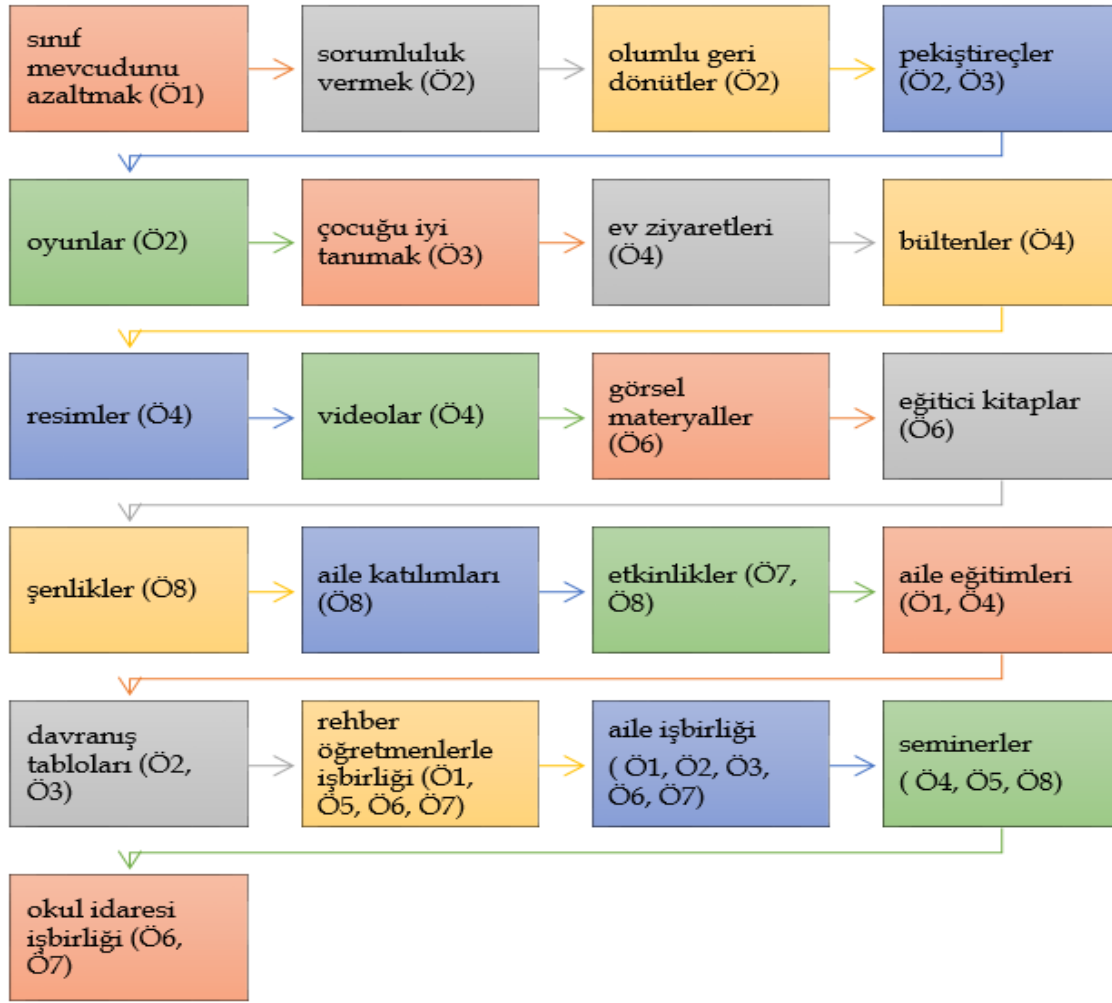 sınıf
mevcudunu
azaltmak (Ö1)
sorumluluk
vermek (Ö2)
olumlu geri
dönütler (Ö2)
pekiştireçler
(Ö2, Ö3)
oyunlar (Ö2)
çocuğu iyi
tanımak (Ö3)
ev ziyaretleri
(Ö4)
bültenler (Ö4)
resimler (Ö4)
videolar (Ö4)
görsel
materyaller
(Ö6)
eğitici kitaplar
(Ö6)
şenlikler (Ö8)
aile katılımları
(Ö8)
etkinlikler (Ö7,
Ö8)
aile eğitimleri
(Ö1, Ö4)
davranış
tabloları (Ö2,
Ö3)
rehber
öğretmenlerle
işbirliği (Ö1,
Ö5, Ö6, Ö7)
aile işbirliği
( Ö1, Ö2, Ö3,
Ö6, Ö7)
seminerler
( Ö4, Ö5, Ö8)
okul idaresi
işbirliği (Ö6,
Ö7)